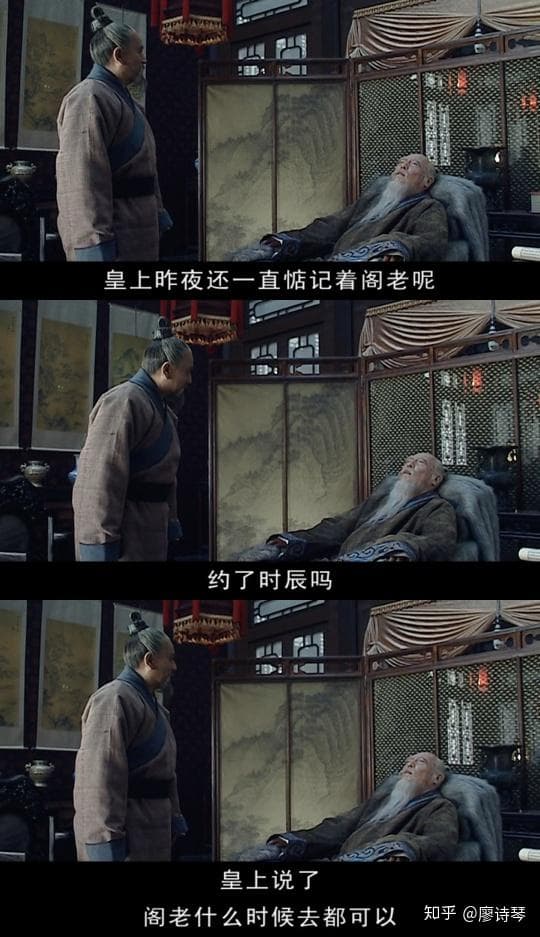 皇上昨夜还一直惦记着阁老呢
约了时辰吗
皇上说了
阁老什么时候去都可以
知乎 @廖诗琴